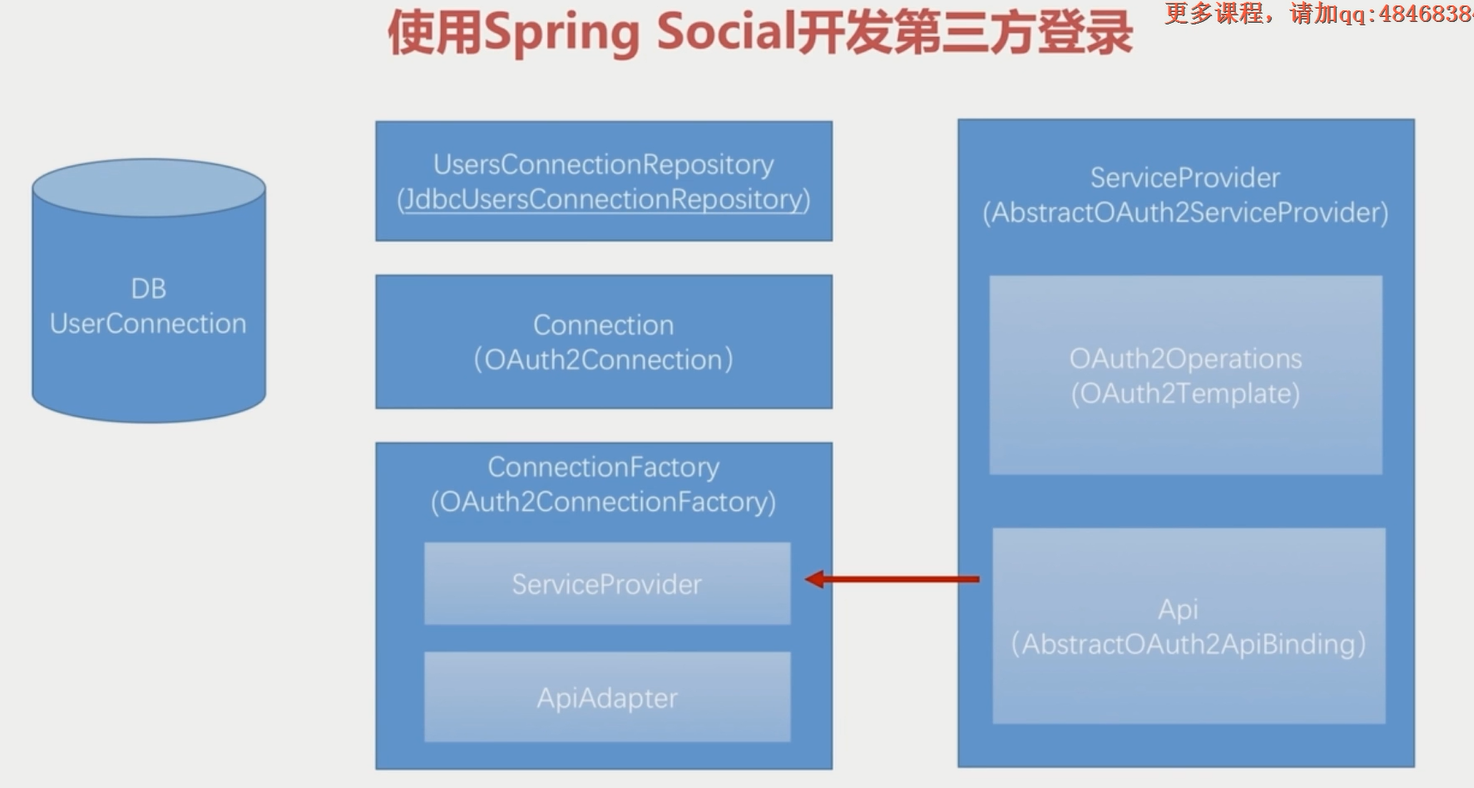 使用Spring Social开发第三方登录
更多课程，请加qq:4846838
DB
UserConnection
UsersConnectionRepository
(JdbcUsersConnectionRepository)
Connection
（OAuth2Connection）
ConnectionFactory
(OAuth2ConnectionFactory)
ServiceProvider
ApiAdapter
ServiceProvider
(AbstractOAuth2ServiceProvider)
OAuth2Operations
(OAuth2Template)
Api
（AbstractOAuth2ApiBinding）